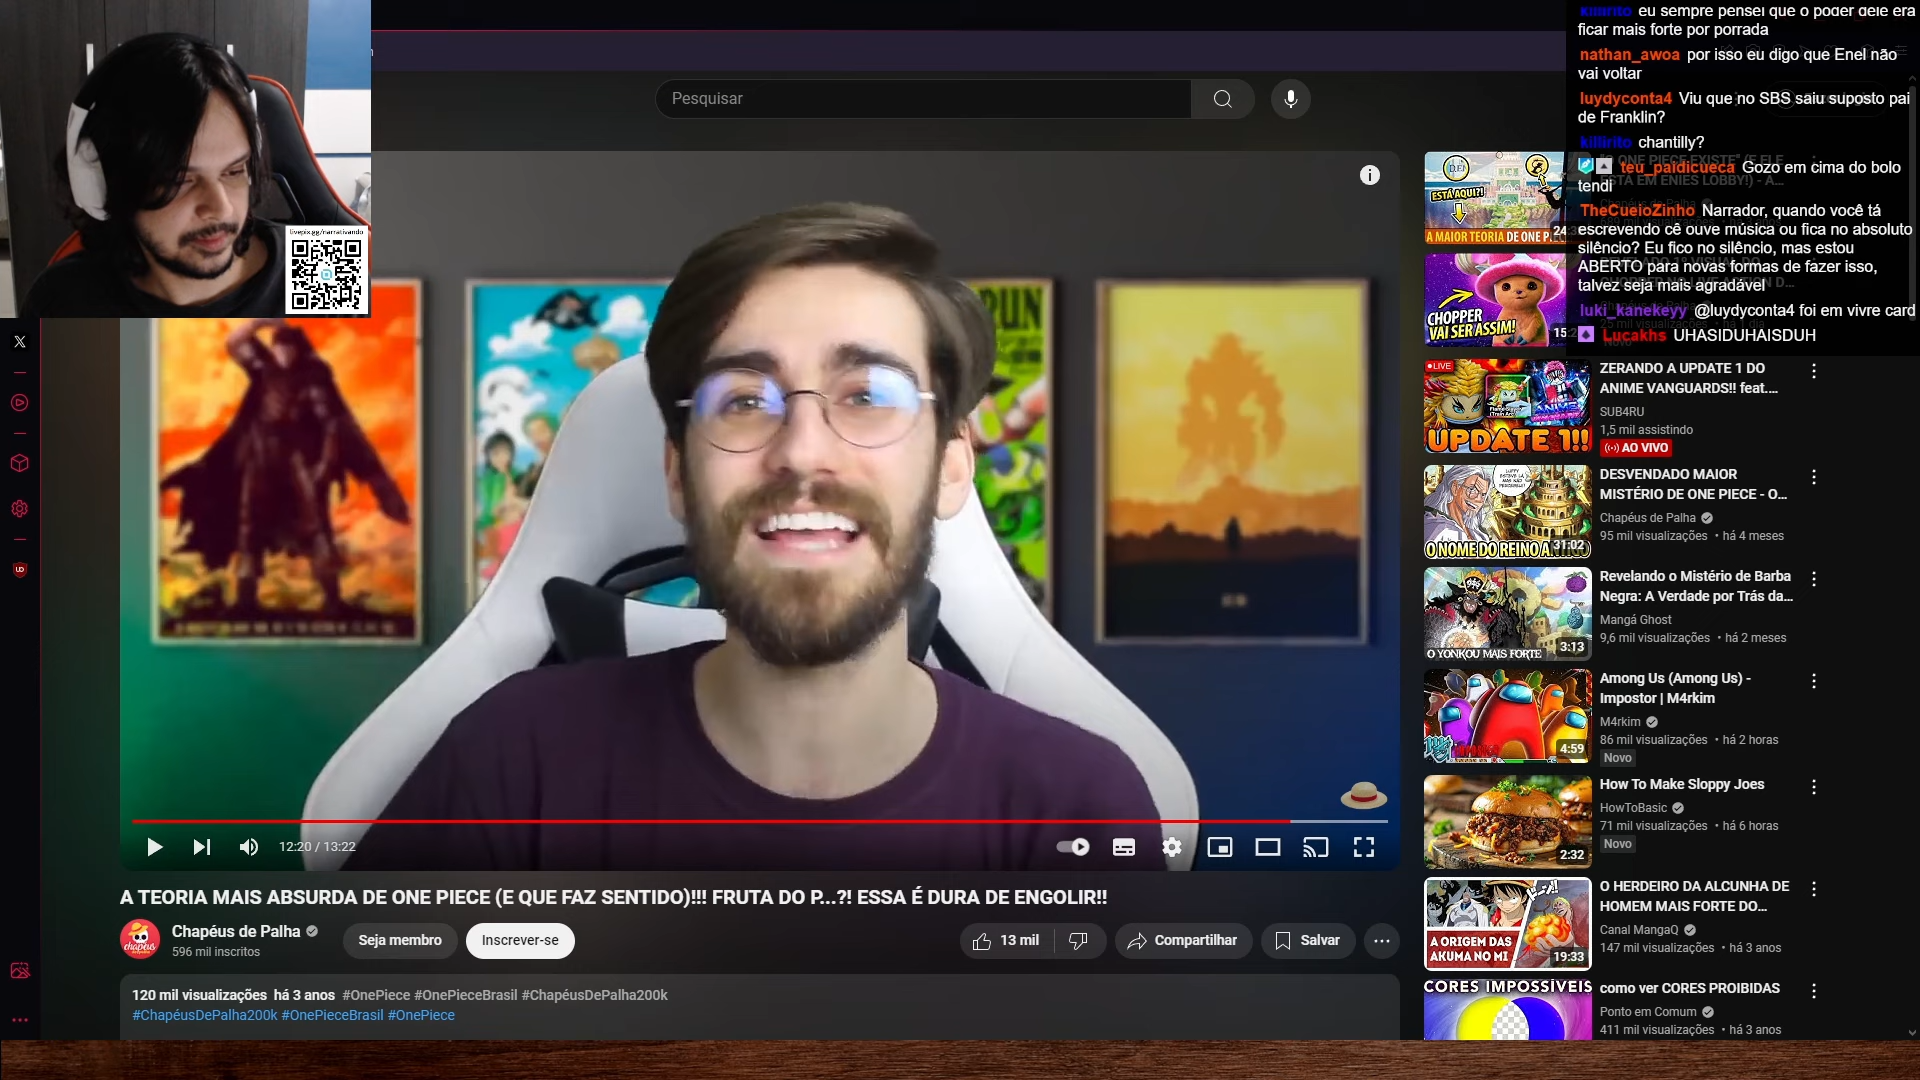 livepix.gg/narrativando
Pesquisar
killirito eu sempre pensei que o poder dele era
ficar mais forte por porrada
nathan_awoa por isso eu digo que Enel não
vai voltar
luydyconta4 Viu que no SBS saiu suposto pai
de Franklin?
killirito chantilly?
teu_paidicueca Gozo em cima do bolo
tendi
TheCueioZinho Narrador, quando você tá
escrevendo cê ouve música ou fica no absoluto
silêncio? Eu fico no silêncio, mas estou
ABERTO para novas formas de fazer isso,
talvez seja mais agradável
luki_kanekeyy @luydyconta4 foi em vivre card
Lucakhs UHASIDUHAISDUH
RUN
12:20 / 13:22
A TEORIA MAIS ABSURDA DE ONE PIECE (E QUE FAZ SENTIDO)!!! FRUTA DO P...?! ESSA É DURA DE ENGOLIR!!
Chapéus de Palha
596 mil inscritos
Seja membro
Inscrever-se
13 mil
Compartilhar
Salvar
120 mil visualizações há 3 anos #OnePiece #OnePieceBrasil #ChapéusDePalha200k
#ChapéusDePalha200k #OnePieceBrasil #OnePiece
ESTÁ AQUI?!
A MAIOR TEORIA DE ONE
CHOPPER
VAI SER ASSIM!
LIVE
UPDATE 1!!
ZERANDO A UPDATE 1 DO
ANIME VANGUARDS!! feat....
SUB4RU
1,5 mil assistindo
AO VIVO
O NOME DO REINO ANTIGO
31:02
DESVENDADO MAIOR
MISTÉRIO DE ONE PIECE - O...
Chapéus de Palha
95 mil visualizações • há 4 meses
O YONKOU MAIS FORTE
3:13
Revelando o Mistério de Barba
Negra: A Verdade por Trás da...
Mangá Ghost
9,6 mil visualizações • há 2 meses
4:59
Among Us (Among Us) -
Impostor | M4rkim
M4rkim
86 mil visualizações • há 2 horas
Novo
2:32
How To Make Sloppy Joes
HowToBasic
71 mil visualizações • há 6 horas
Novo
A ORIGEM DAS
AKUMA NO MI
19:33
O HERDEIRO DA ALCUNHA DE
HOMEM MAIS FORTE DO...
Canal MangaQ
147 mil visualizações • há 3 anos
CORES IMPOSSÍVEIS
como ver CORES PROIBIDAS
Ponto em Comum
411 mil visualizações • há 3 anos